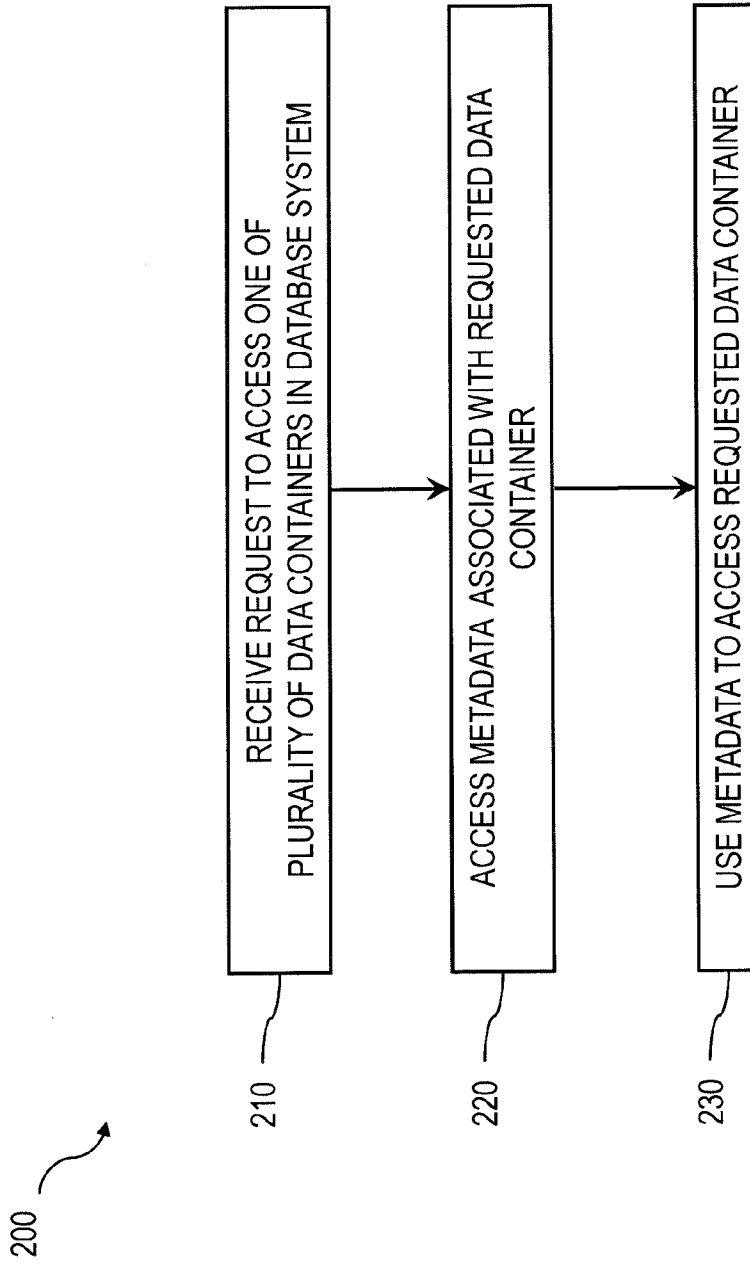 200
210
RECEIVE REQUEST TO ACCESS ONE OF
PLURALITY OF DATA CONTAINERS IN DATABASE SYSTEM
220
ACCESS METADATA ASSOCIATED WITH REQUESTED DATA
CONTAINER
230
USE METADATA TO ACCESS REQUESTED DATA CONTAINER